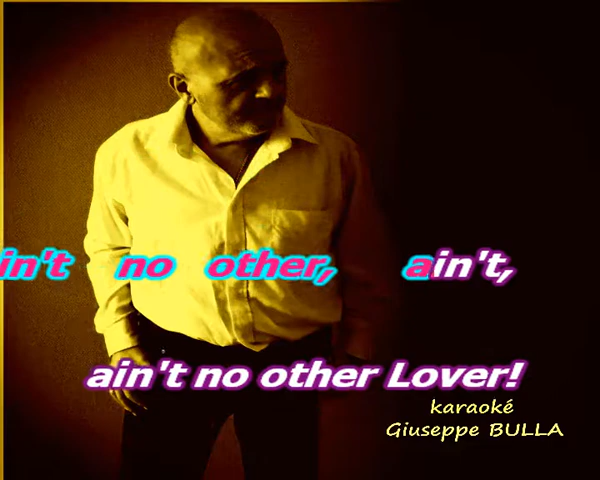 in't no other, ain't,
ain't no other Lover!
karaoké
Giuseppe BULLA